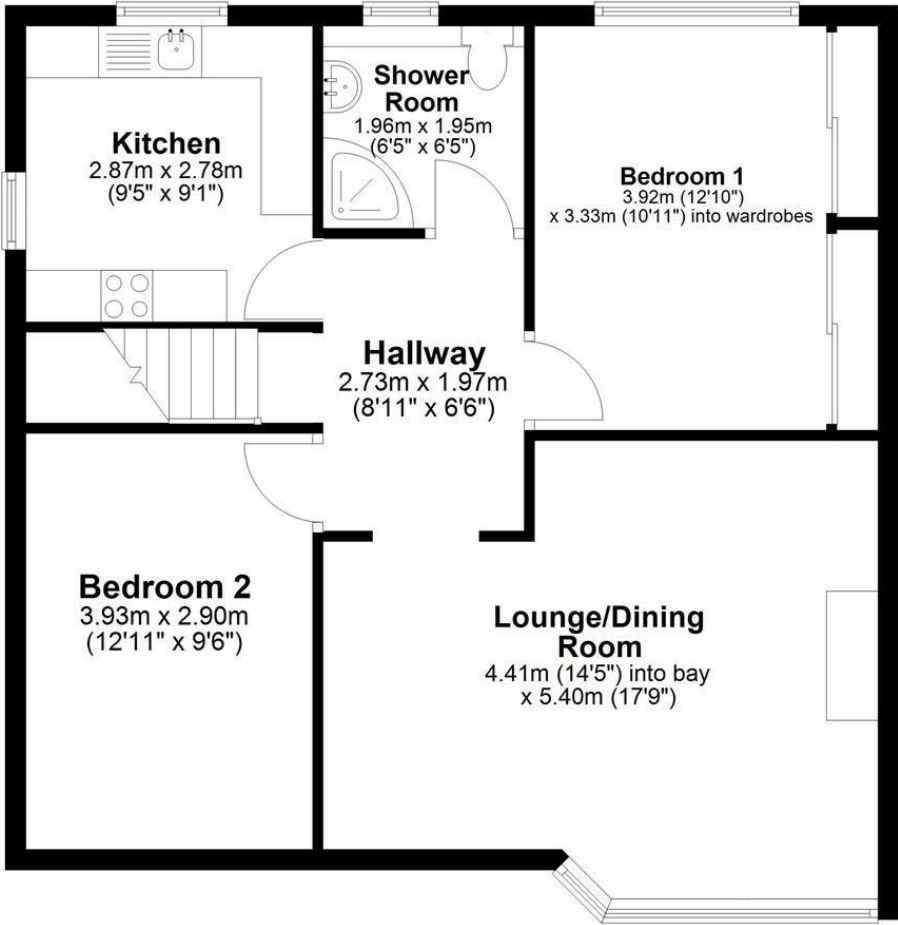 Kitchen
2.87m x 2.78m
(9'5" x 9'1")
Shower
Room
1.96m x 1.95m
(6'5" x 6'5")
Bedroom 1
3.92m (12'10")
x 3.33m (10'11") into wardrobes
Hallway
2.73m x 1.97m
(8'11" x 6'6")
Bedroom 2
3.93m x 2.90m
(12'11" x 9'6")
Lounge/Dining
Room
4.41m (14'5") into bay
x 5.40m (17'9")